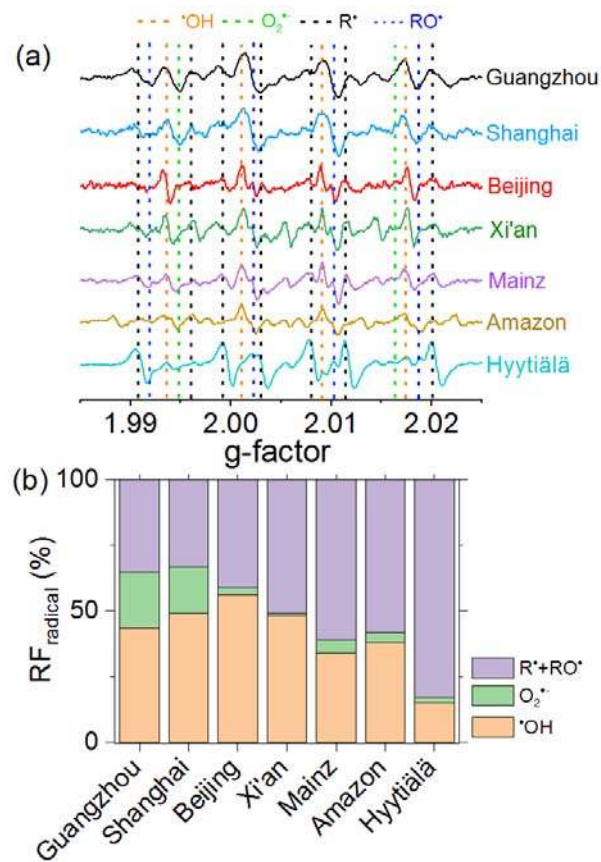 •OH O₂•⁻ R• RO•
(a)
Guangzhou
Shanghai
Beijing
Xi'an
Mainz
Amazon
Hyytiälä
1.99 2.00 2.01 2.02
g-factor
(b)
100
50
0
RF_radical (%)
R•+RO•
O₂•⁻
•OH
Guangzhou Shanghai Beijing Xi'an Mainz Amazon Hyytiälä